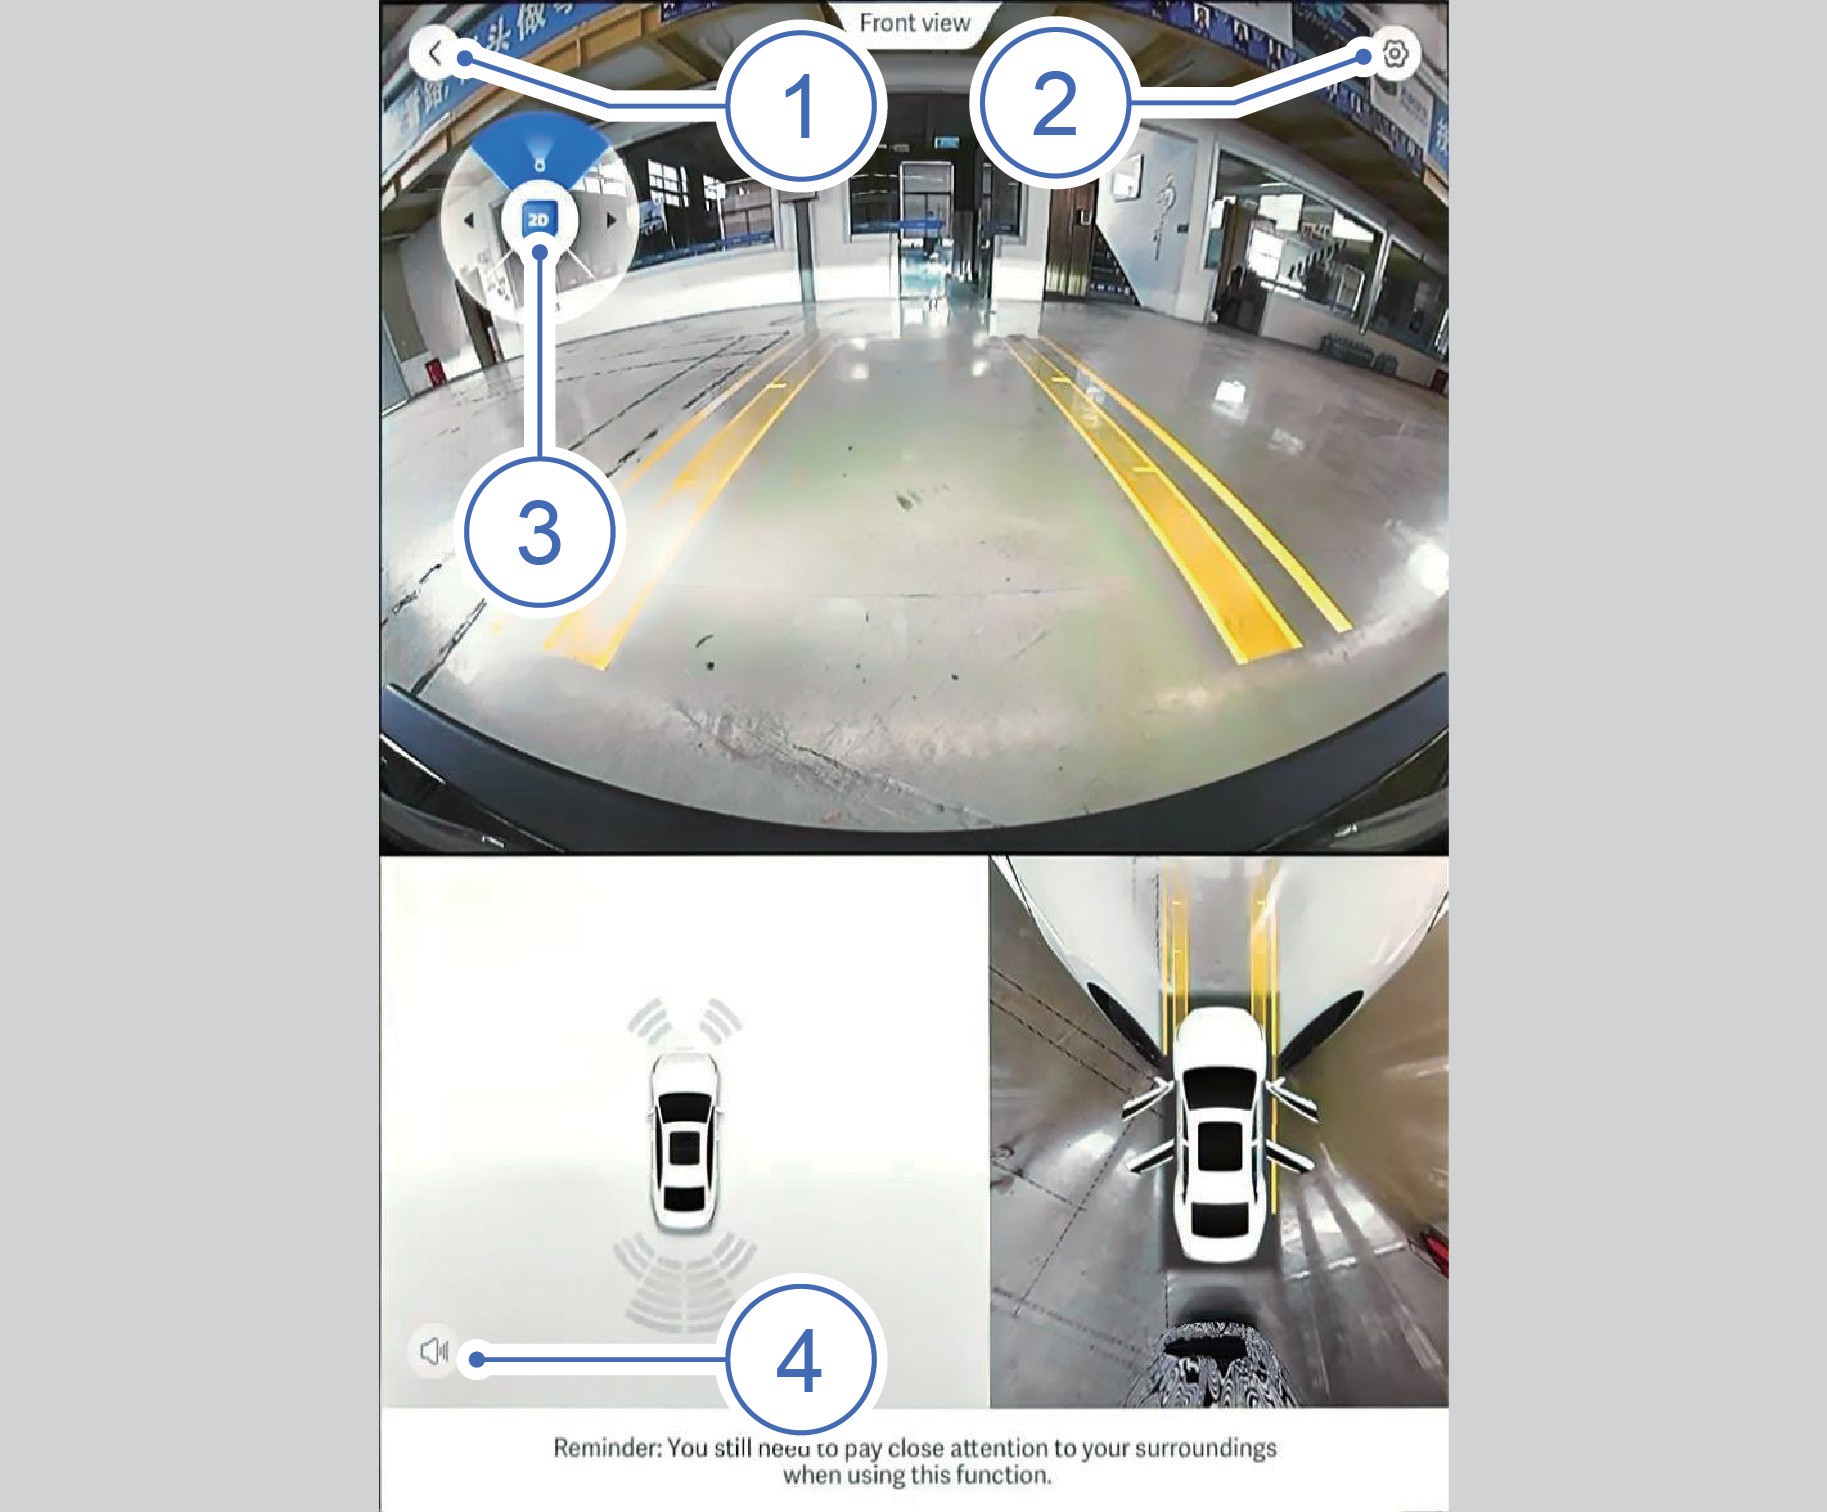 Front view
1
2
2D
3
4
Reminder: You still need to pay close attention to your surroundings
when using this function.